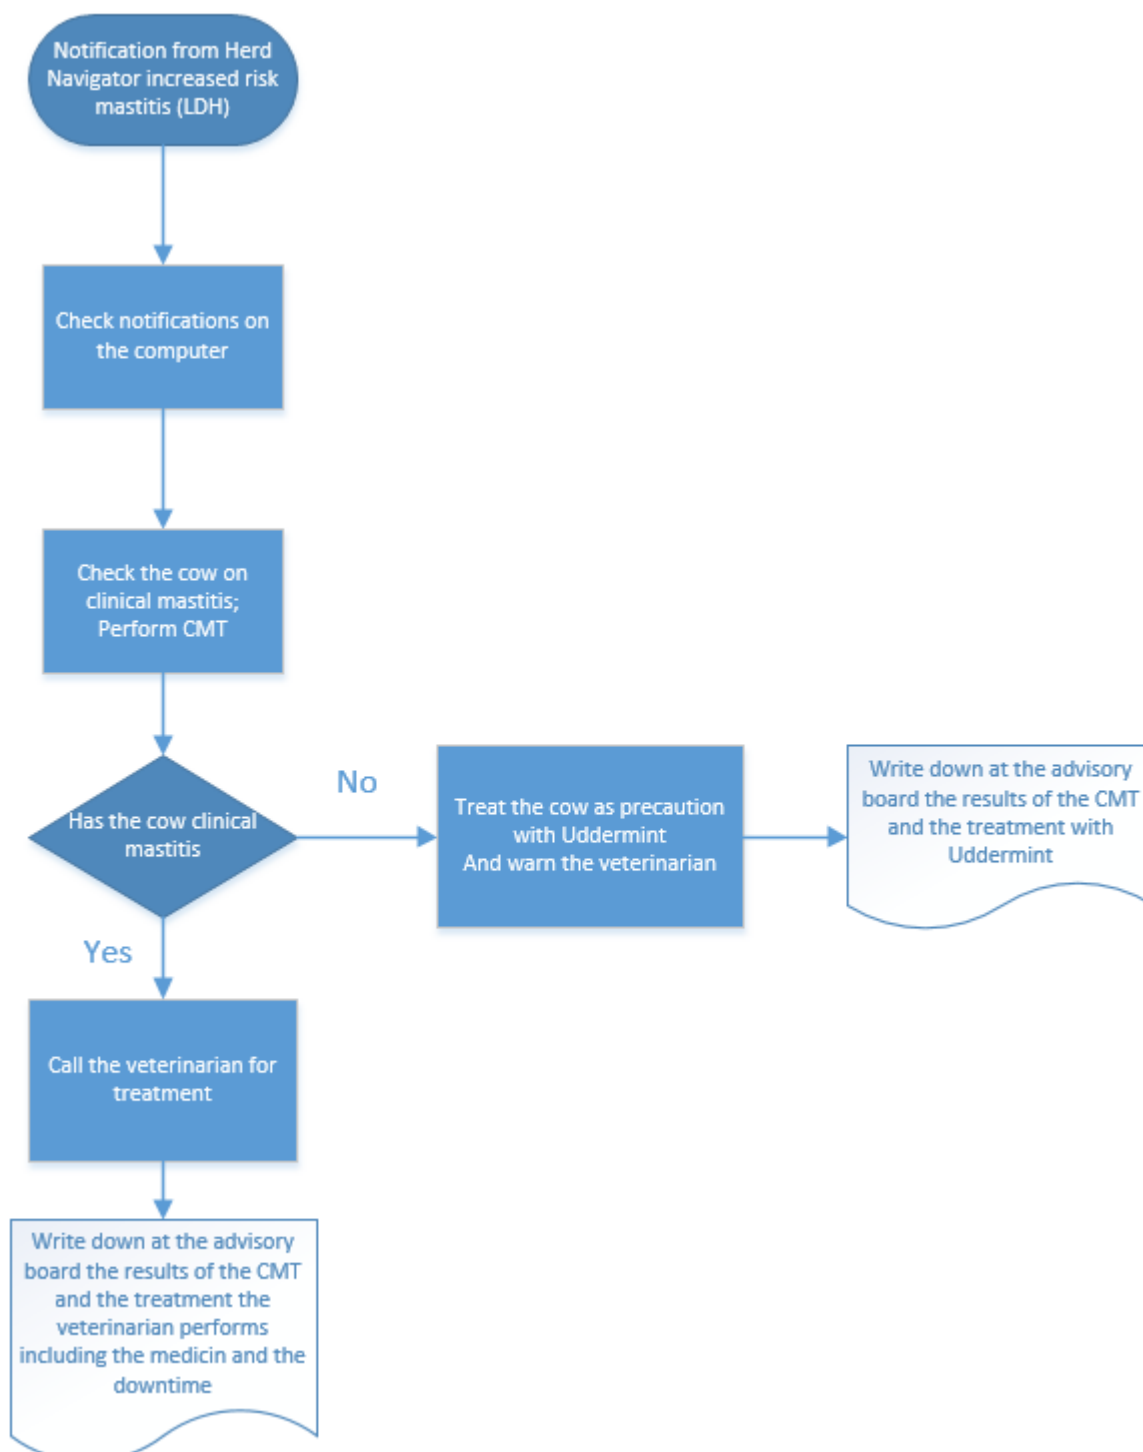 Notification from Herd
Navigator increased risk
mastitis (LDH)
Check notifications on
the computer
Check the cow on
clinical mastitis;
Perform CMT
Has the cow clinical
mastitis
No
Treat the cow as precaution
with Uddermint
And warn the veterinarian
Write down at the advisory
board the results of the CMT
and the treatment with
Uddermint
Yes
Call the veterinarian for
treatment
Write down at the advisory
board the results of the CMT
and the treatment the
veterinarian performs
including the medicin and the
downtime